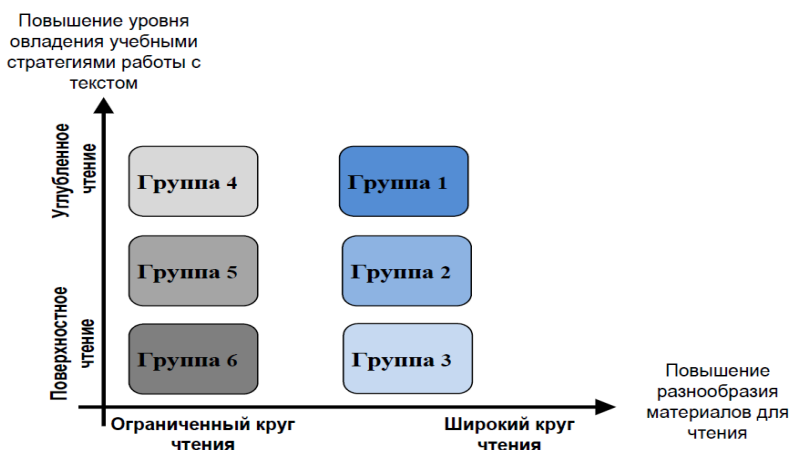 Повышение уровня
овладения учебными
стратегиями работы с
текстом
Углубленное
чтение
Поверхностное
чтение
Группа 4
Группа 1
Группа 5
Группа 2
Группа 6
Группа 3
Ограниченный круг
чтения
Широкий круг
чтения
Повышение
разнообразия
материалов для
чтения